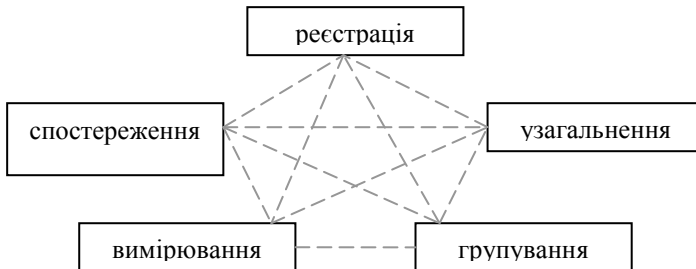 реєстрація
спостереження
узагальнення
вимірювання
групування